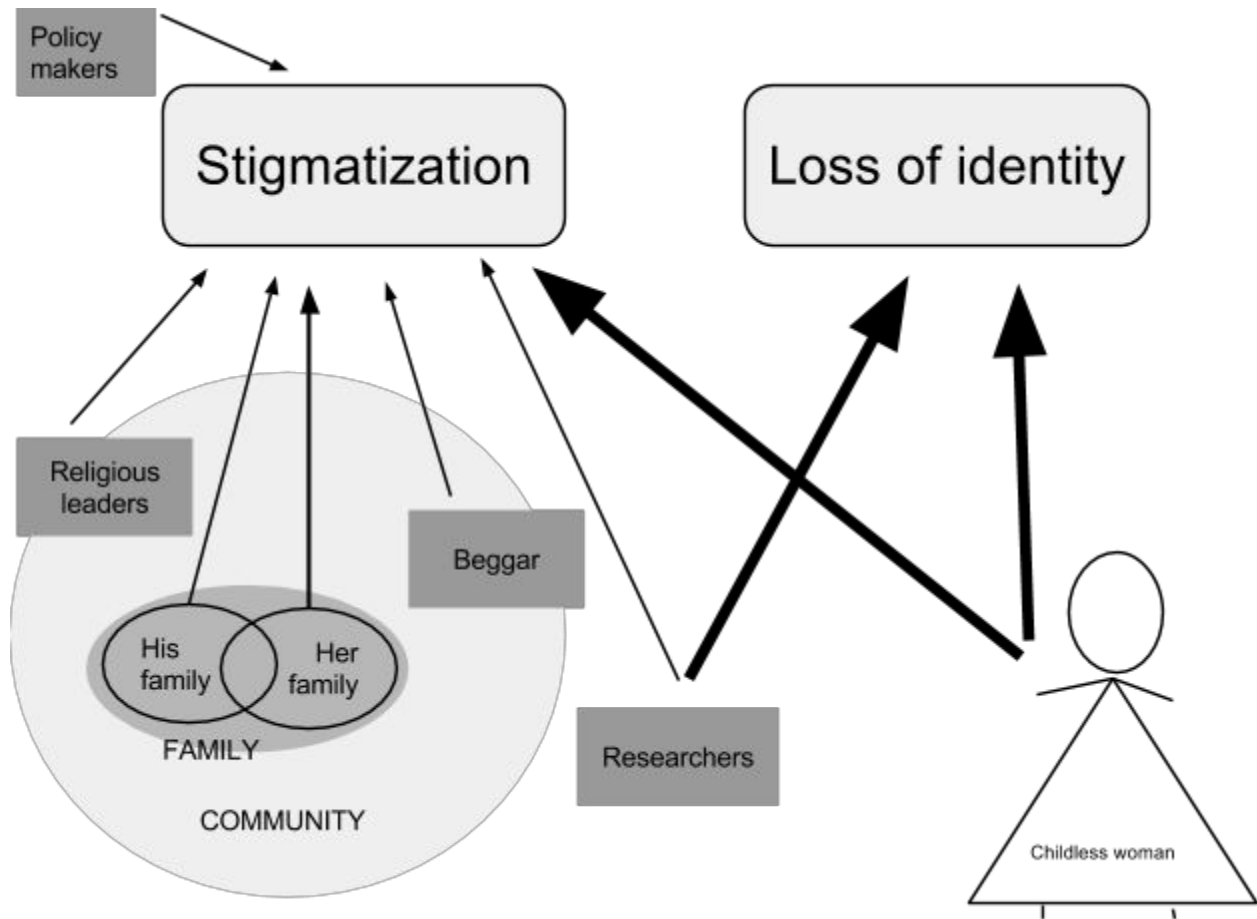 Policy
makers
Stigmatization
Loss of identity
Religious
leaders
Beggar
His
family
Her
family
FAMILY
COMMUNITY
Researchers
Childless woman